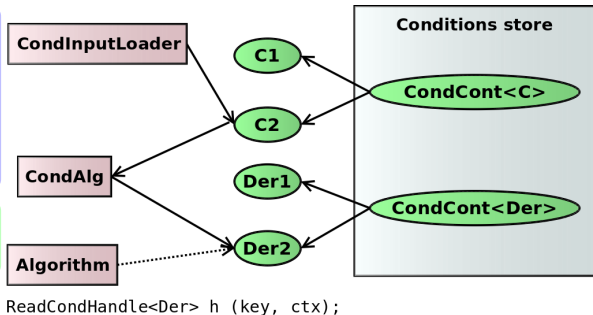 Conditions store
CondInputLoader
C1
CondCont<C>
C2
CondAlg
Der1
CondCont<Der>
Der2
Algorithm
ReadCondHandle<Der> h (key, ctx);